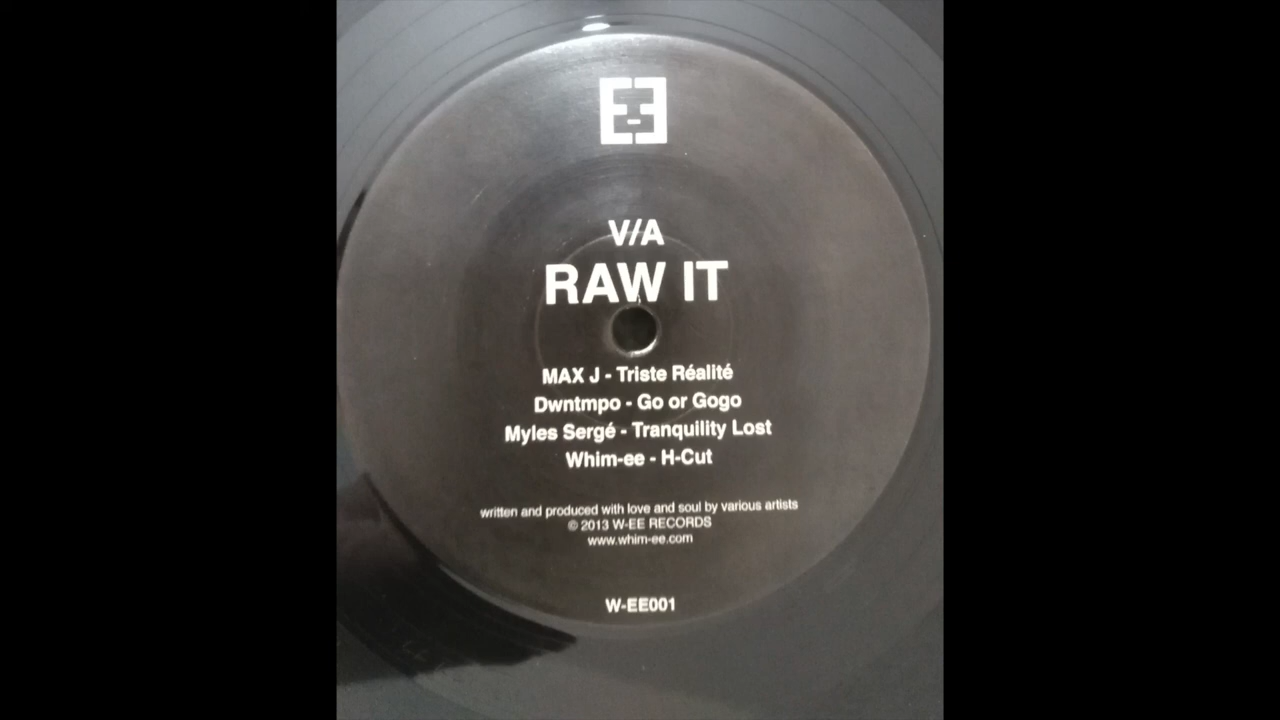 V/A
RAW IT
MAX J - Triste Réalité
Dwntmpo - Go or Gogo
Myles Sergé - Tranquility Lost
Whim-ee - H-Cut
written and produced with love and soul by various artists
© 2013 W-EE RECORDS
www.whim-ee.com
W-EE001